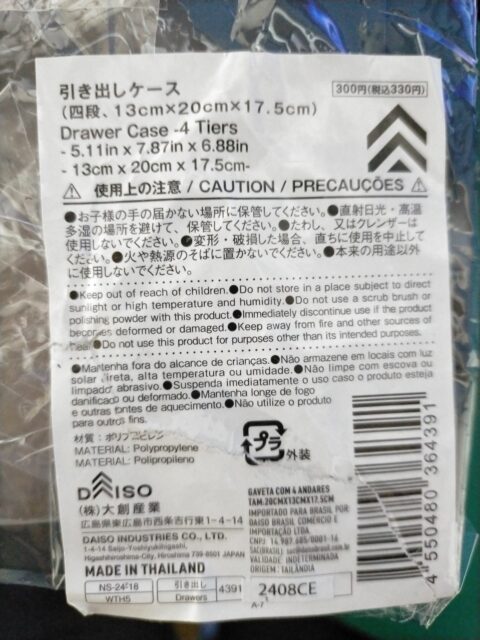 引き出しケース
300円(税込330円)
(四段、13cm×20cm×17.5cm)
Drawer Case -4 Tiers
- 5.11in x 7.87in x 6.88in
- 13cm x 20cm x 17.5cm-
⚠ 使用上の注意 / CAUTION / PRECAUÇÕES ⚠
●お子様の手の届かない場所に保管してください。●直射日光・高温
多湿の場所を避けて、保管してください。●たわし、又はクレンザーは
使用しないでください。●変形・破損した場合、直ちに使用を中止して
ください。●火や熱源のそばに置かないでください。●本来の用途以外
に使用しないでください。
●Keep out of reach of children.●Do not store in a place subject to direct
sunlight or high temperature and humidity.●Do not use a scrub brush or
polishing powder with this product.●Immediately discontinue use if the product
becomes deformed or damaged.●Keep away from fire and other sources of
heat.●Do not use this product for purposes other than its intended purposes.
●Mantenha fora do alcance de crianças.●Não armazene em locais com luz
solar direta, alta temperatura ou umidade.●Não limpe com escova ou
limpador abrasivo.●Suspenda imediatamente o uso caso o produto esteja
danificado ou deformado.●Mantenha longe de fogo
e outras fontes de aquecimento.●Não utilize o produto
para outros fins.
材質:ポリプロピレン
MATERIAL: Polypropylene
MATERIAL: Polipropileno
プラ
外装
DAISO
(株)大創産業
広島県東広島市西条吉行東1-4-14
DAISO INDUSTRIES CO., LTD.
1-4-14 Saijo-Yoshiyukihigashi,
Higashihiroshima-City, Hiroshima 739-8501 JAPAN
MADE IN THAILAND
GAVETA COM 4 ANDARES
TAM.20CMX13CMX17.5CM
IMPORTADO PARA BRASIL POR:
DAISO BRASIL COMERCIO E
IMPORTAÇÃO LTDA.
VALIDADE INDETERMINADA
ORIGEM: TAILÂNDIA
4 550480 364391
WTH5
引き出し
Drawers
4391
2408CE
A-7